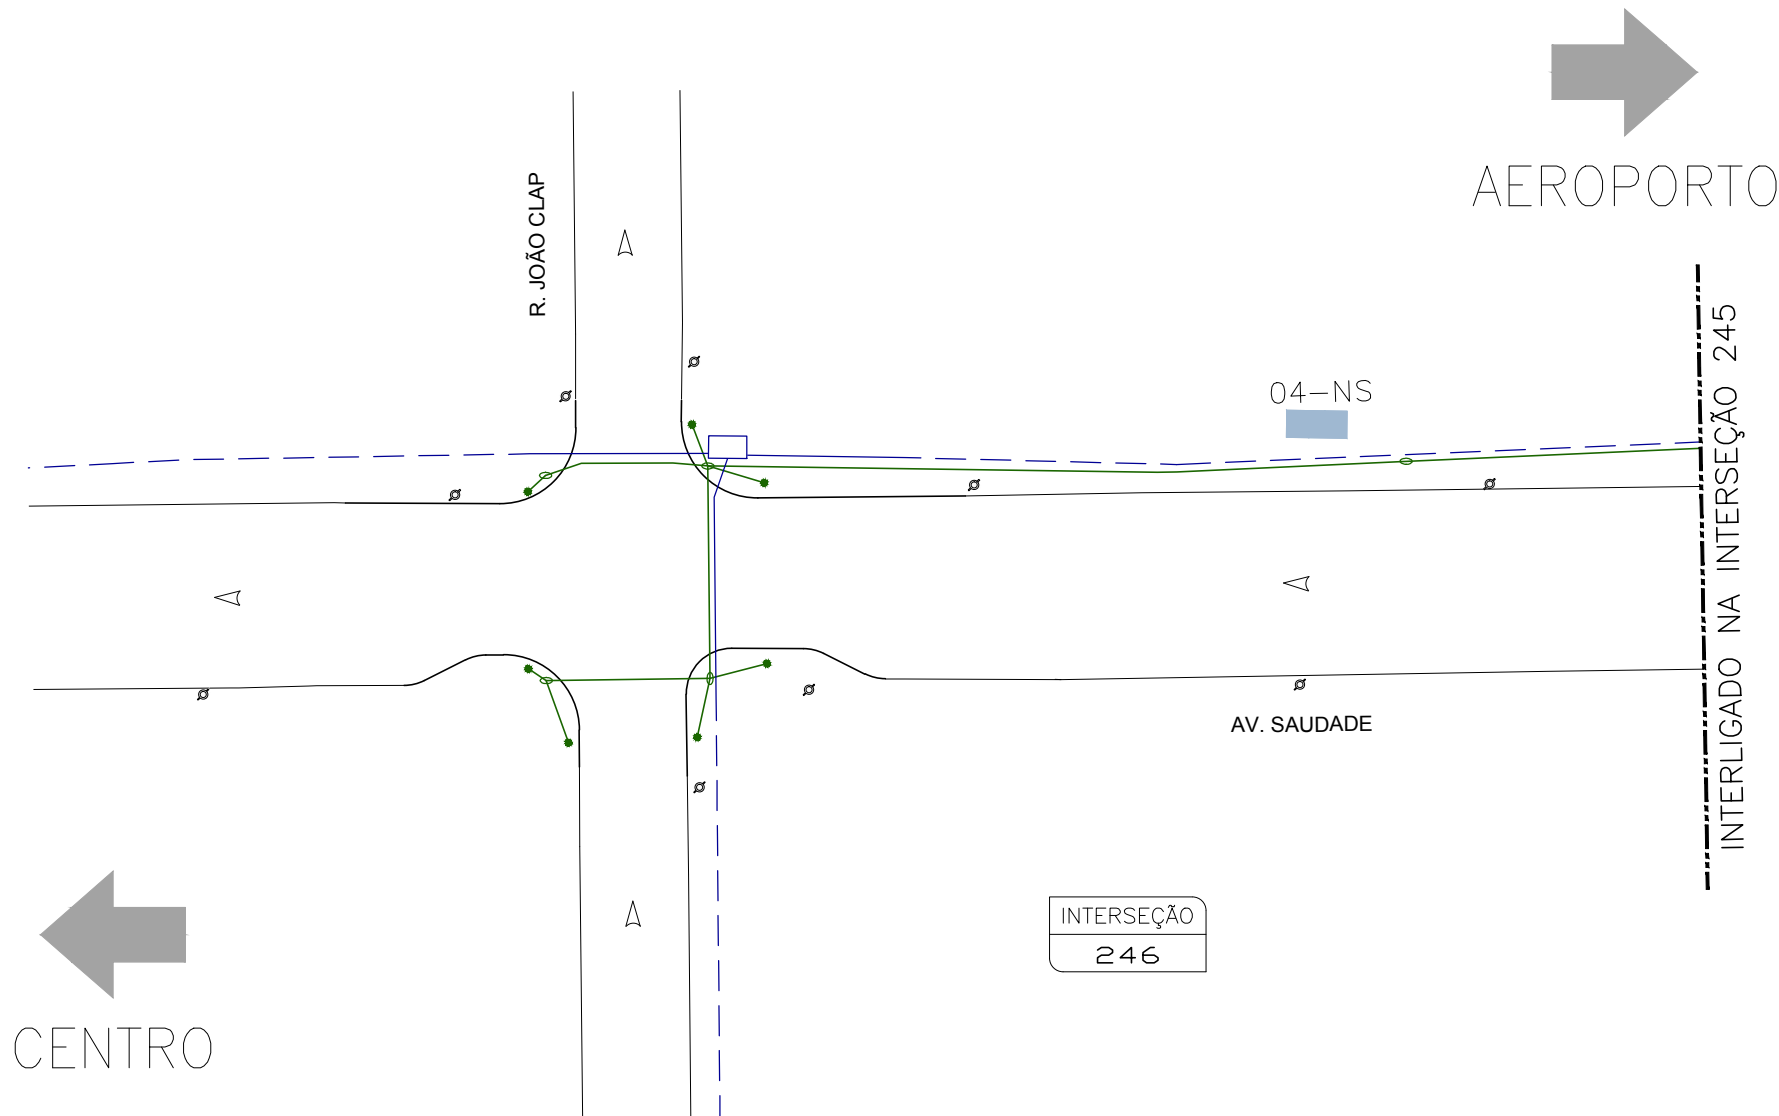 AEROPORTO
R. JOÃO CLAP
INTERLIGADO NA INTERSEÇÃO 245
04-NS
AV. SAUDADE
INTERSEÇÃO
246
CENTRO